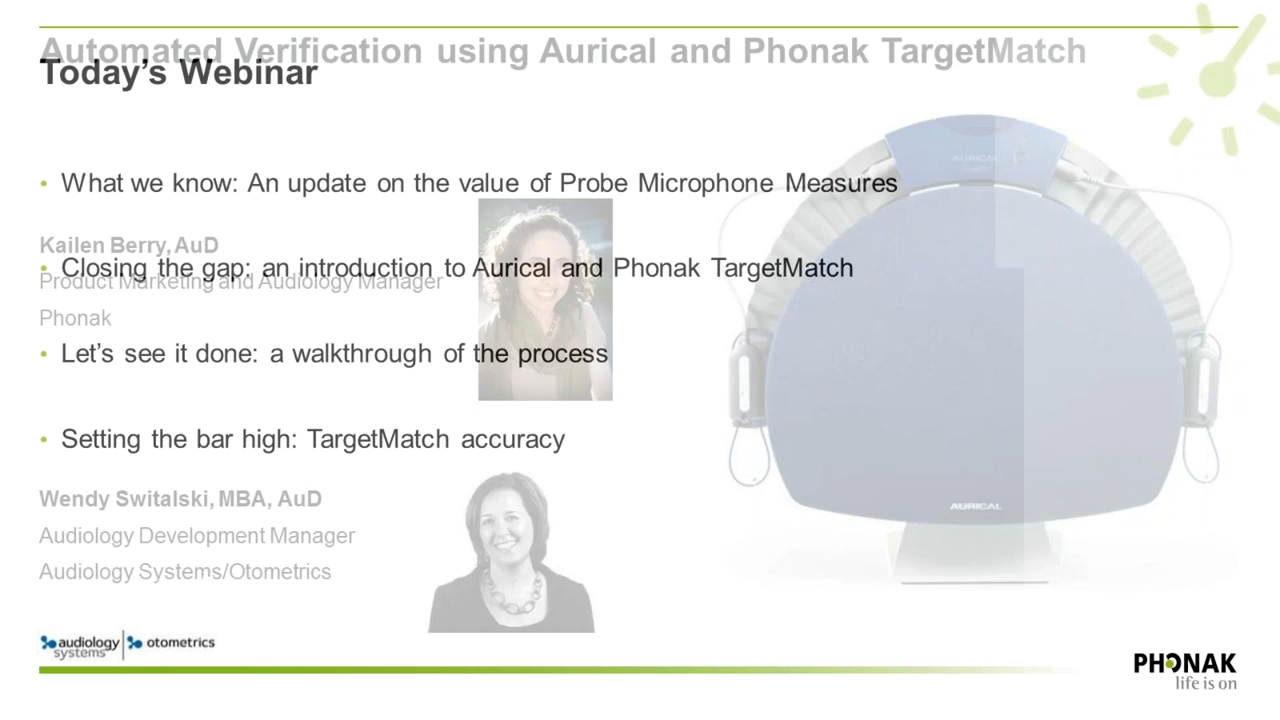 Automated Verification using Aurical and Phonak TargetMatch
Today's Webinar
• What we know: An update on the value of Probe Microphone Measures
Kailen Berry, AuD
• Closing the gap: an introduction to Aurical and Phonak TargetMatch
Product Marketing and Audiology Manager
Phonak
• Let's see it done: a walkthrough of the process
• Setting the bar high: TargetMatch accuracy
Wendy Switalski, MBA, AuD
Audiology Development Manager
Audiology Systems/Otometrics
AURICAL
AURICAL
audiology systems
otometrics
PHONAK
life is on